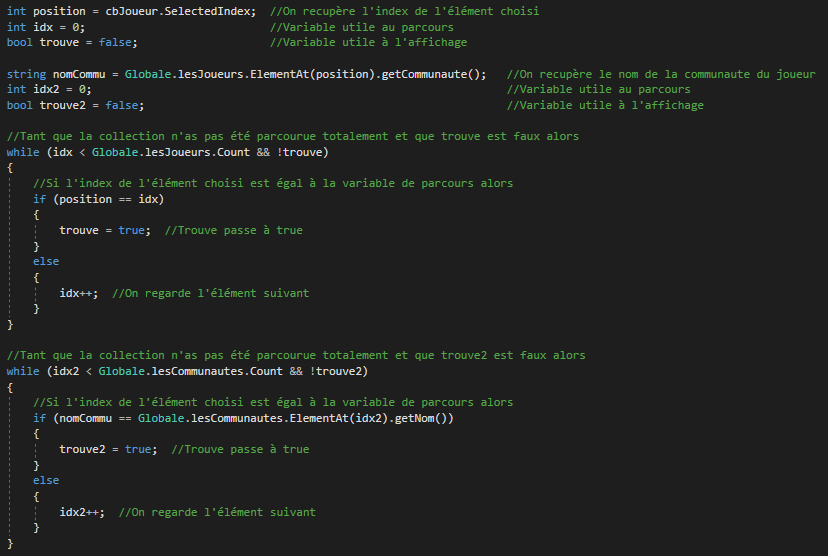 int position = cbJoueur.SelectedIndex;  //On recupère l'index de l'élément choisi
int idx = 0;                            //Variable utile au parcours
bool trouve = false;                    //Variable utile à l'affichage

string nomCommu = Globale.lesJoueurs.ElementAt(position).getCommunaute();   //On recupère le nom de la communaute du joueur
int idx2 = 0;                                                               //Variable utile au parcours
bool trouve2 = false;                                                       //Variable utile à l'affichage

//Tant que la collection n'as pas été parcourue totalement et que trouve est faux alors
while (idx < Globale.lesJoueurs.Count && !trouve)
{
    //Si l'index de l'élément choisi est égal à la variable de parcours alors
    if (position == idx)
    {
        trouve = true;  //Trouve passe à true
    }
    else
    {
        idx++;  //On regarde l'élément suivant
    }
}

//Tant que la collection n'as pas été parcourue totalement et que trouve2 est faux alors
while (idx2 < Globale.lesCommunautes.Count && !trouve2)
{
    //Si l'index de l'élément choisi est égal à la variable de parcours alors
    if (nomCommu == Globale.lesCommunautes.ElementAt(idx2).getNom())
    {
        trouve2 = true;  //Trouve passe à true
    }
    else
    {
        idx2++;  //On regarde l'élément suivant
    }
}